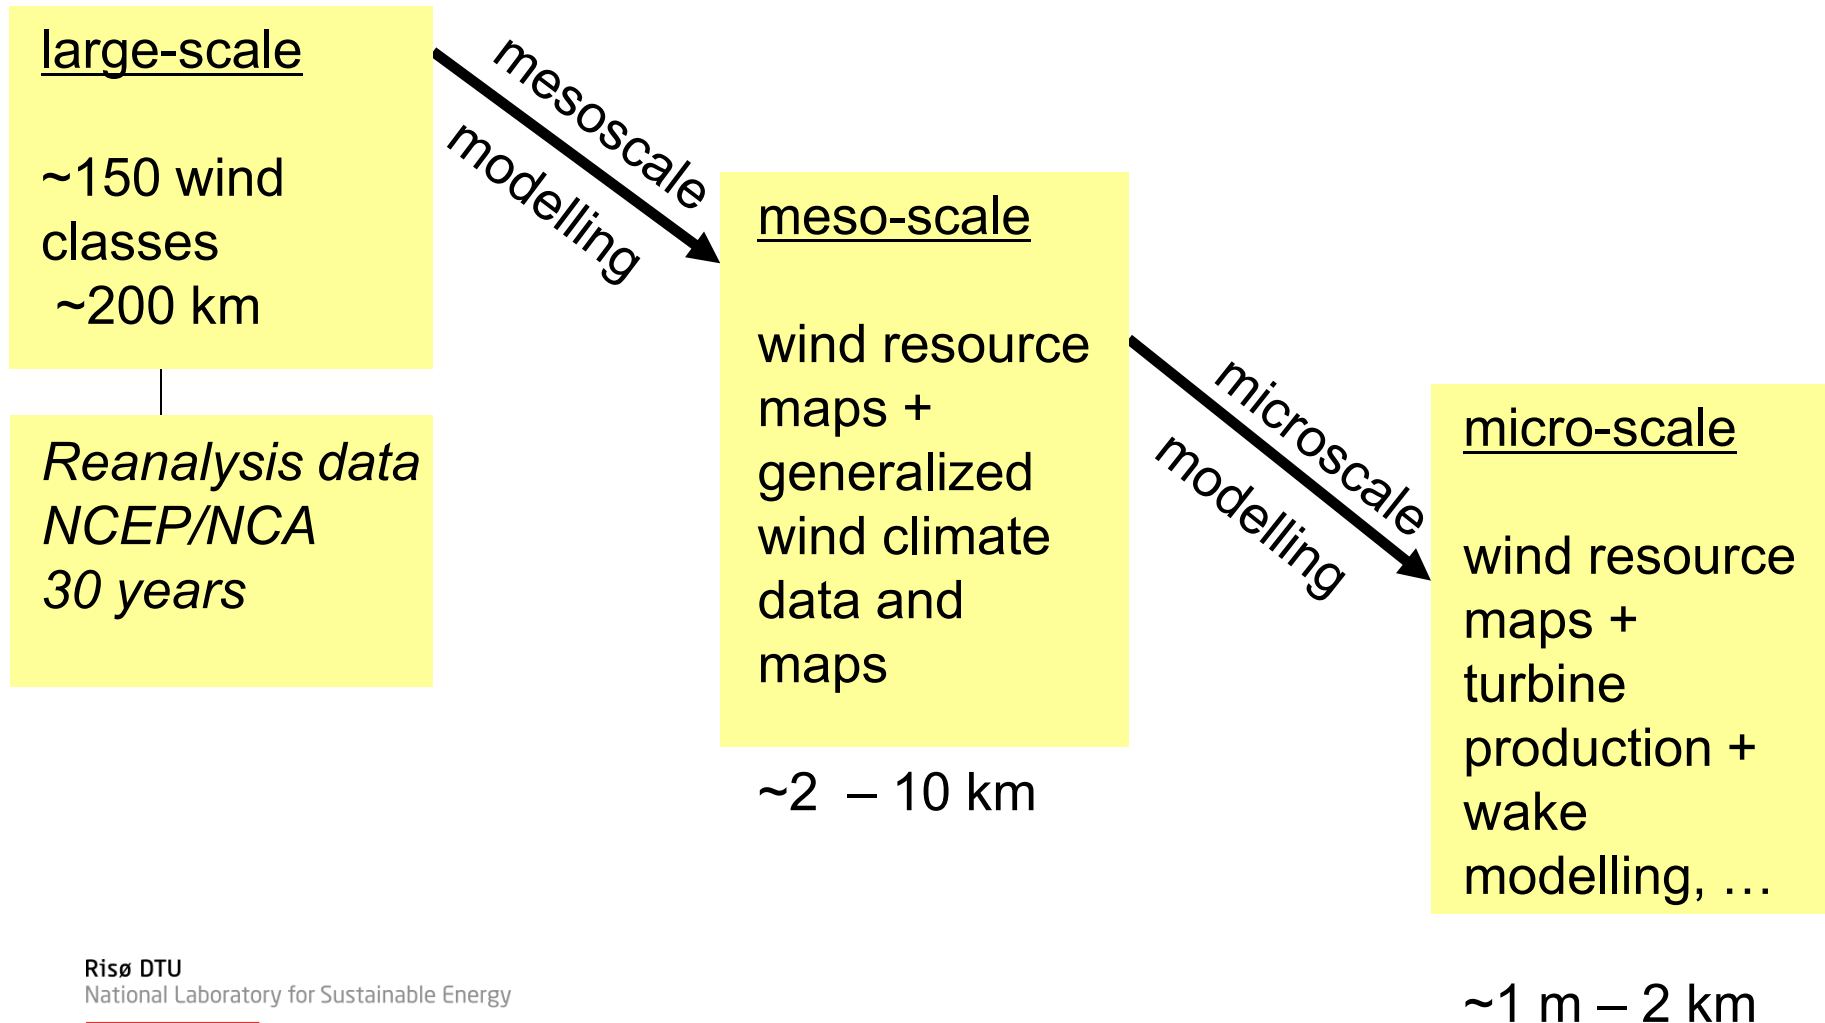 large-scale
~150 wind
classes
~200 km
Reanalysis data
NCEP/NCA
30 years
mesoscale
modelling
meso-scale
wind resource
maps +
generalized
wind climate
data and
maps
~2 – 10 km
microscale
modelling
micro-scale
wind resource
maps +
turbine
production +
wake
modelling, …
~1 m – 2 km
Risø DTU
National Laboratory for Sustainable Energy